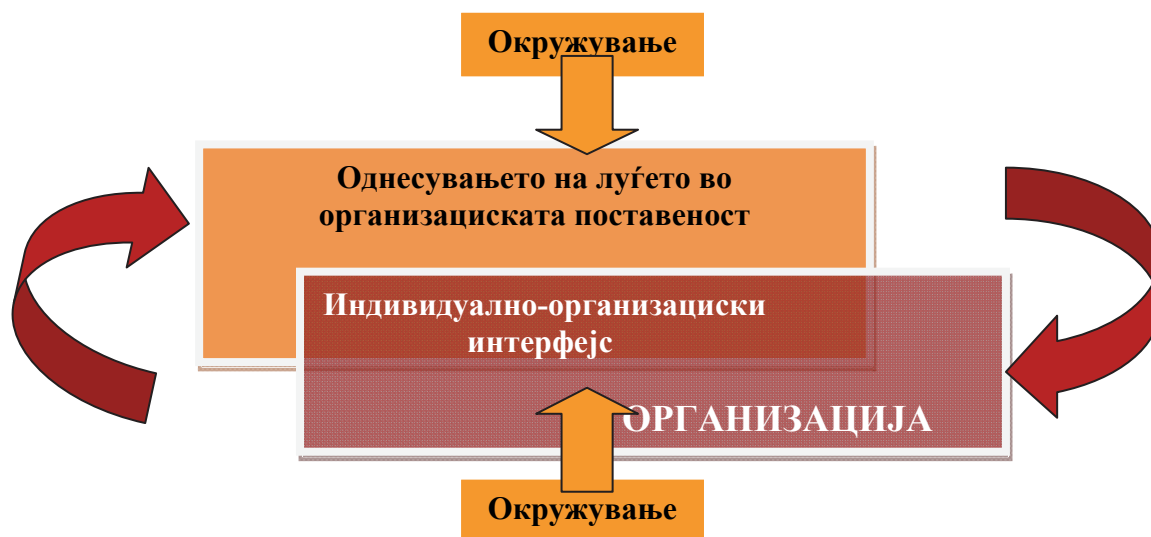 Окружување
Однесувањето на луѓето во
организациската поставеност
Индивидуално-организациски
интерфејс
ОРГАНИЗАЦИЈА
Окружување